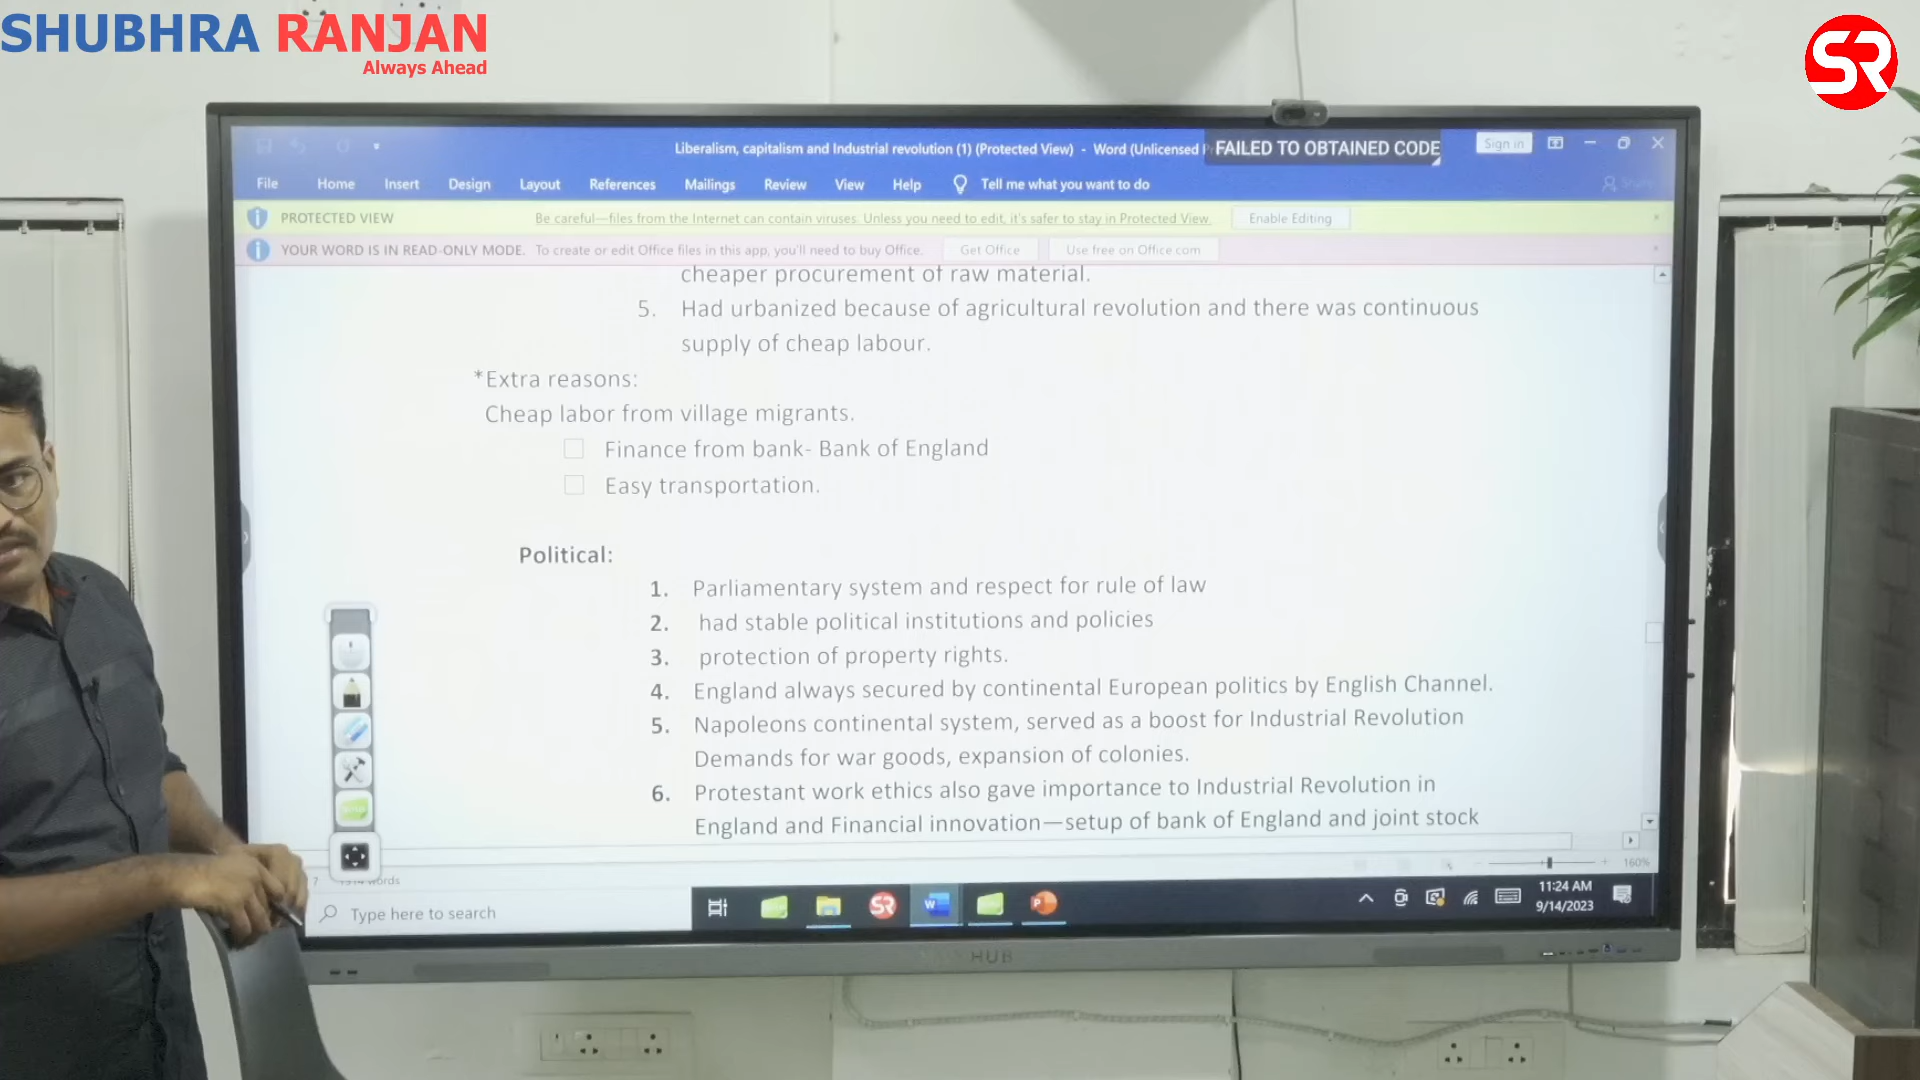 SHUBHRA RANJAN
Always Ahead
SR
Liberalism, capitalism and Industrial revolution (1) (Protected View) - Word (Unlicensed
FAILED TO OBTAINED CODE
Sign in
File Home Insert Design Layout References Mailings Review View Help Tell me what you want to do
Share
PROTECTED VIEW Be careful—files from the Internet can contain viruses. Unless you need to edit, it's safer to stay in Protected View. Enable Editing
YOUR WORD IS IN READ-ONLY MODE. To create or edit Office files in this app, you'll need to buy Office. Get Office Use free on Office.com
cheaper procurement of raw material.
5. Had urbanized because of agricultural revolution and there was continuous
supply of cheap labour.
*Extra reasons:
Cheap labor from village migrants.
Finance from bank- Bank of England
Easy transportation.
Political:
1. Parliamentary system and respect for rule of law
2. had stable political institutions and policies
3. protection of property rights.
4. England always secured by continental European politics by English Channel.
5. Napoleons continental system, served as a boost for Industrial Revolution
Demands for war goods, expansion of colonies.
6. Protestant work ethics also gave importance to Industrial Revolution in
England and Financial innovation—setup of bank of England and joint stock
words
160%
Type here to search
SR
11:24 AM
9/14/2023
HUB